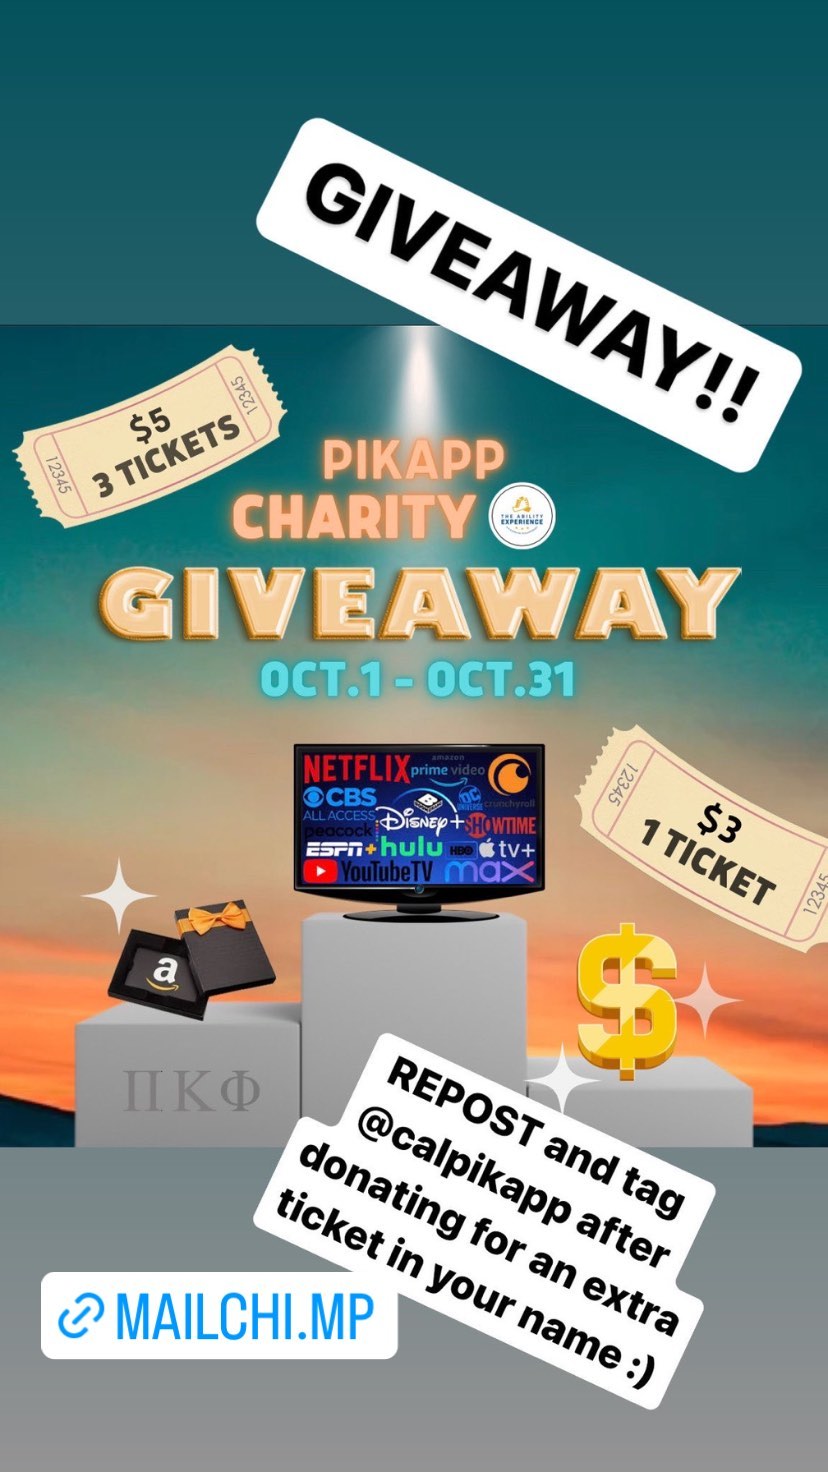 GIVEAWAY!!
$5
3 TICKETS
12345
12345
PIKAPP
CHARITY
THE ABILITY
EXPERIENCE
GIVEAWAY
OCT.1 - OCT.31
NETFLIX
amazon
prime video
crunchyroll
CBS
ALL ACCESS
peacock
DISNEY+
DC
UNIVERSE
SHOWTIME
ESPN+
hulu
HBO
tv+
YouTubeTV
max
$3
1 TICKET
12345
12345
a
$
ΠΚΦ
REPOST and tag
@calpikapp after
donating for an extra
ticket in your name :)
MAILCHI.MP